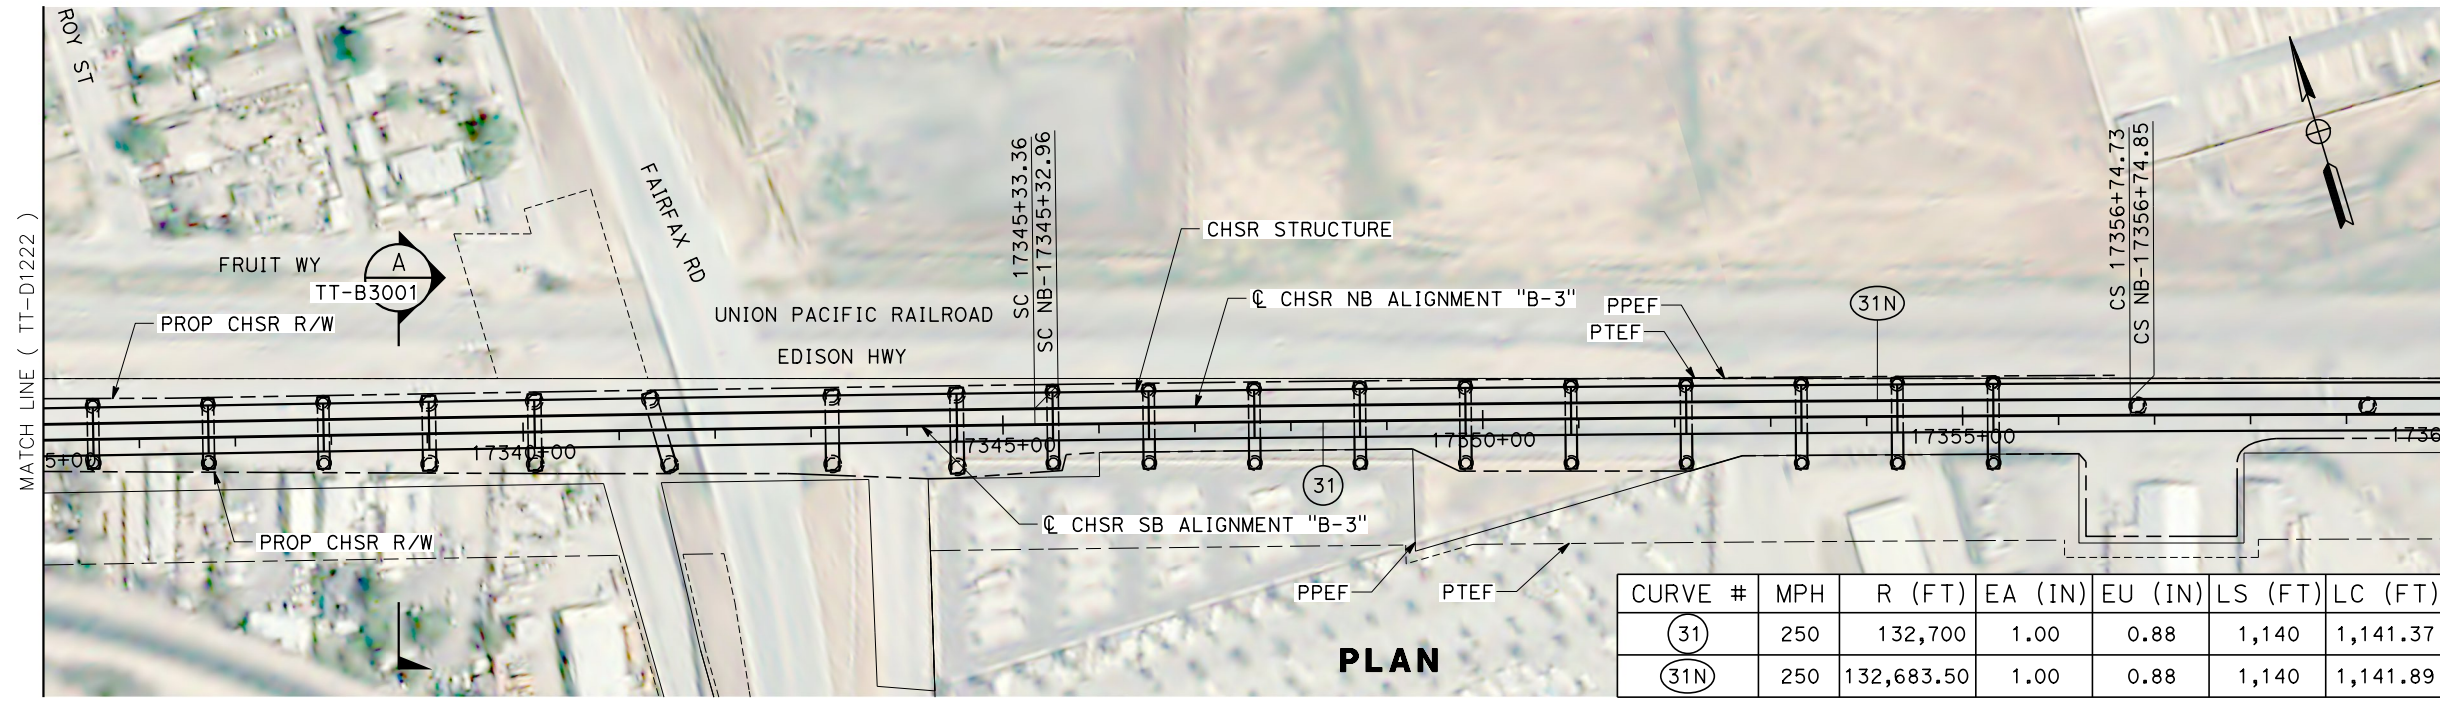 ROY ST
FAIRFAX RD
SC 17345+33.36
SC NB-17345+32.96
CS 17356+74.73
CS NB-17356+74.85
CHSR STRUCTURE
FRUIT WY
A
TT-B3001
MATCH LINE ( TT-D1222 )
PROP CHSR R/W
UNION PACIFIC RAILROAD
EDISON HWY
℄ CHSR NB ALIGNMENT "B-3"
PPEF
PTEF
31N
5+00
17340+00
17345+00
17350+00
17355+00
1736
31
℄ CHSR SB ALIGNMENT "B-3"
PROP CHSR R/W
PPEF
PTEF
PLAN
CURVE # MPH R (FT) EA (IN) EU (IN) LS (FT) LC (FT)
31 250 132,700 1.00 0.88 1,140 1,141.37
31N 250 132,683.50 1.00 0.88 1,140 1,141.89